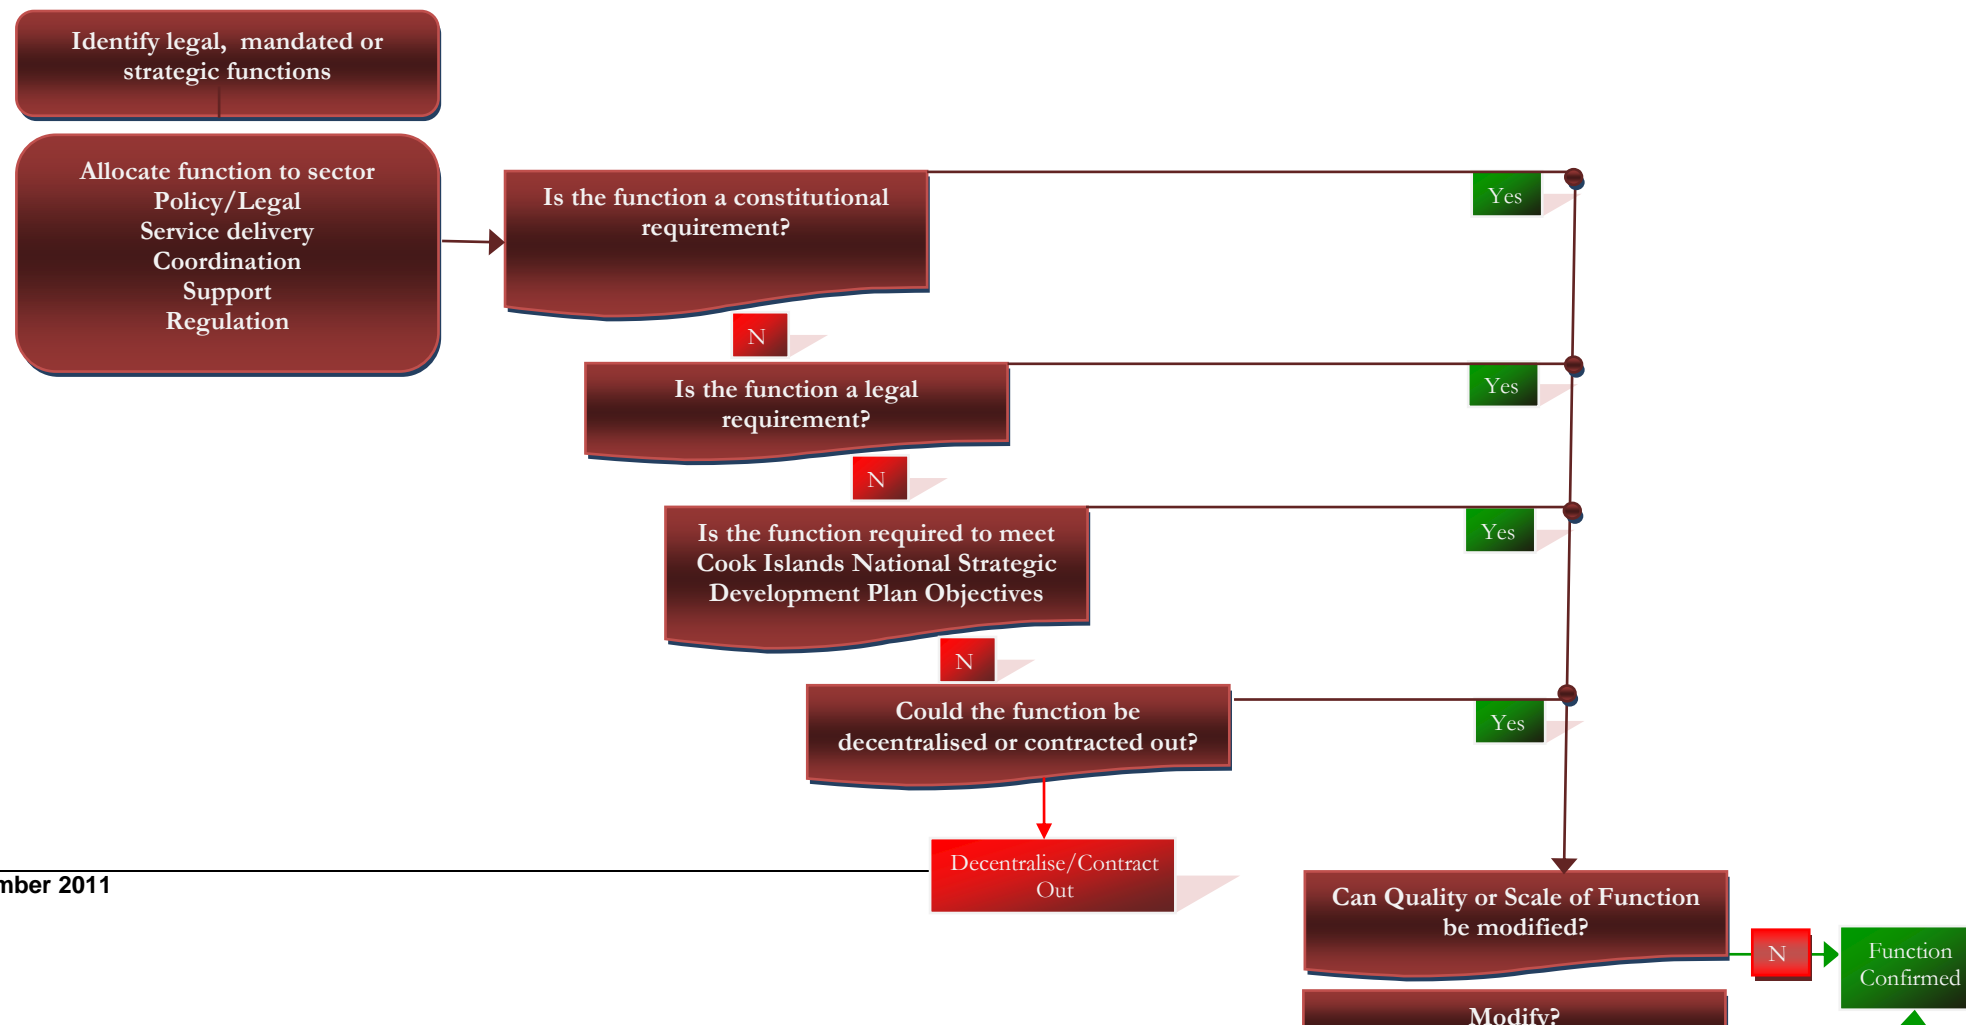 Identify legal, mandated or
strategic functions
Allocate function to sector
Policy/Legal
Service delivery
Coordination
Support
Regulation
Is the function a constitutional
requirement?
Yes
N
Is the function a legal
requirement?
Yes
N
Is the function required to meet
Cook Islands National Strategic
Development Plan Objectives
Yes
N
Could the function be
decentralised or contracted out?
Yes
Decentralise/Contract
Out
mber 2011
Can Quality or Scale of Function
be modified?
N
Function
Confirmed
Modify?